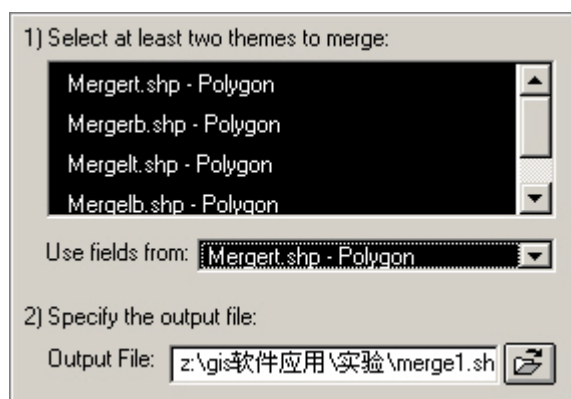 1) Select at least two themes to merge:
Mergert.shp - Polygon
Mergerb.shp - Polygon
Mergelt.shp - Polygon
Mergelb.shp - Polygon
Use fields from: Mergert.shp - Polygon
2) Specify the output file:
Output File: z:\gis软件应用\实验\merge1.sh